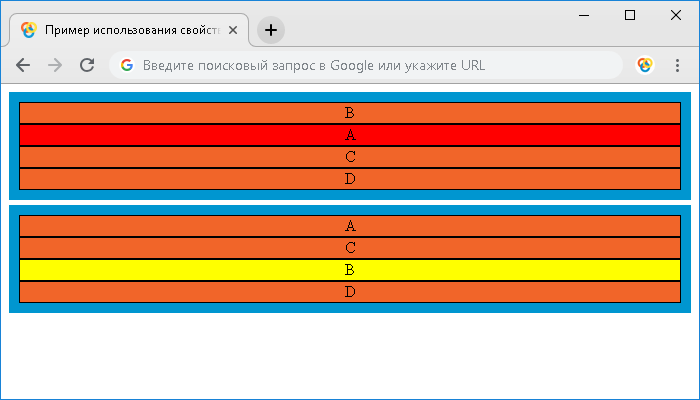 Пример использования свойств
Введите поисковый запрос в Google или укажите URL
B
A
C
D
A
C
B
D